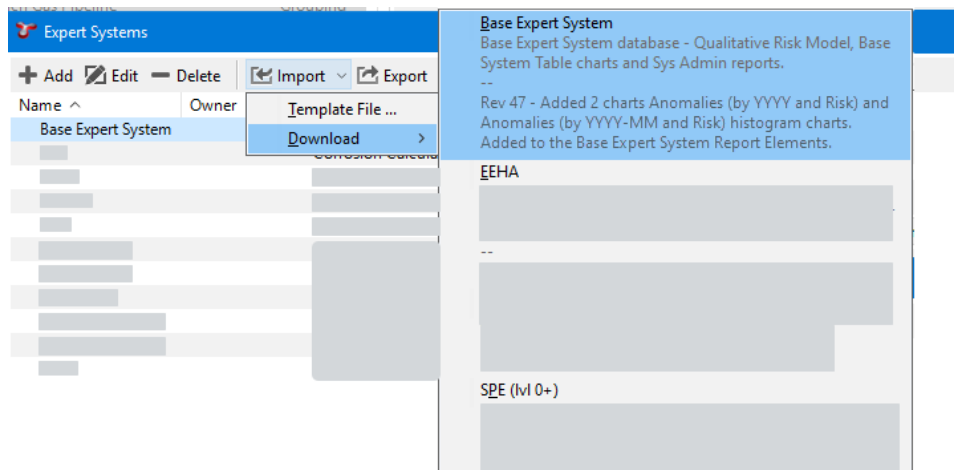 Expert Systems
Add Edit Delete Import Export
Name Owner
Base Expert System
Template File ...
Download
Base Expert System
Base Expert System database - Qualitative Risk Model, Base
System Table charts and Sys Admin reports.
--
Rev 47 - Added 2 charts Anomalies (by YYYY and Risk) and
Anomalies (by YYYY-MM and Risk) histogram charts.
Added to the Base Expert System Report Elements.
EEHA
--
SPE (lvl 0+)